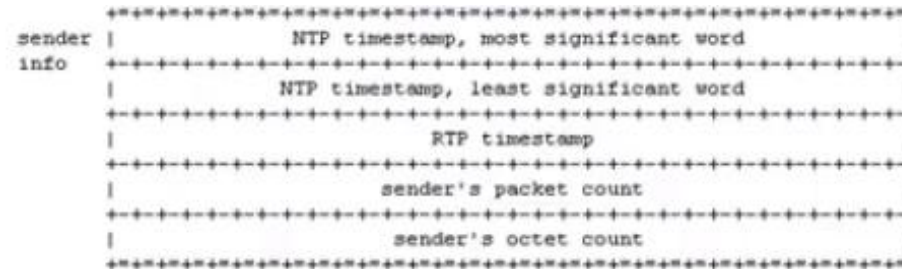 +=+=+=+=+=+=+=+=+=+=+=+=+=+=+=+=+=+=+=+=+=+=+=+=+=+=+=+=+=+=
sender | NTP timestamp, most significant word
info +-+-+-+-+-+-+-+-+-+-+-+-+-+-+-+-+-+-+-+-+-+-+-+-+-+-+-+-+-+-
| NTP timestamp, least significant word
+-+-+-+-+-+-+-+-+-+-+-+-+-+-+-+-+-+-+-+-+-+-+-+-+-+-+-+-+-+-
| RTP timestamp
+-+-+-+-+-+-+-+-+-+-+-+-+-+-+-+-+-+-+-+-+-+-+-+-+-+-+-+-+-+-
| sender's packet count
+-+-+-+-+-+-+-+-+-+-+-+-+-+-+-+-+-+-+-+-+-+-+-+-+-+-+-+-+-+-
| sender's octet count
+=+=+=+=+=+=+=+=+=+=+=+=+=+=+=+=+=+=+=+=+=+=+=+=+=+=+=+=+=+=